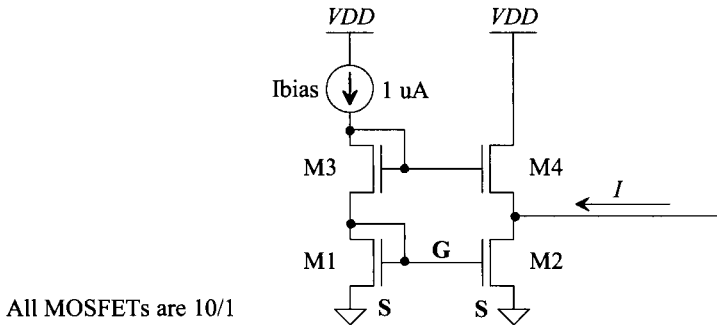 VDD
VDD
Ibias
1 uA
M3
M4
I
M1
G
M2
S
S
All MOSFETs are 10/1